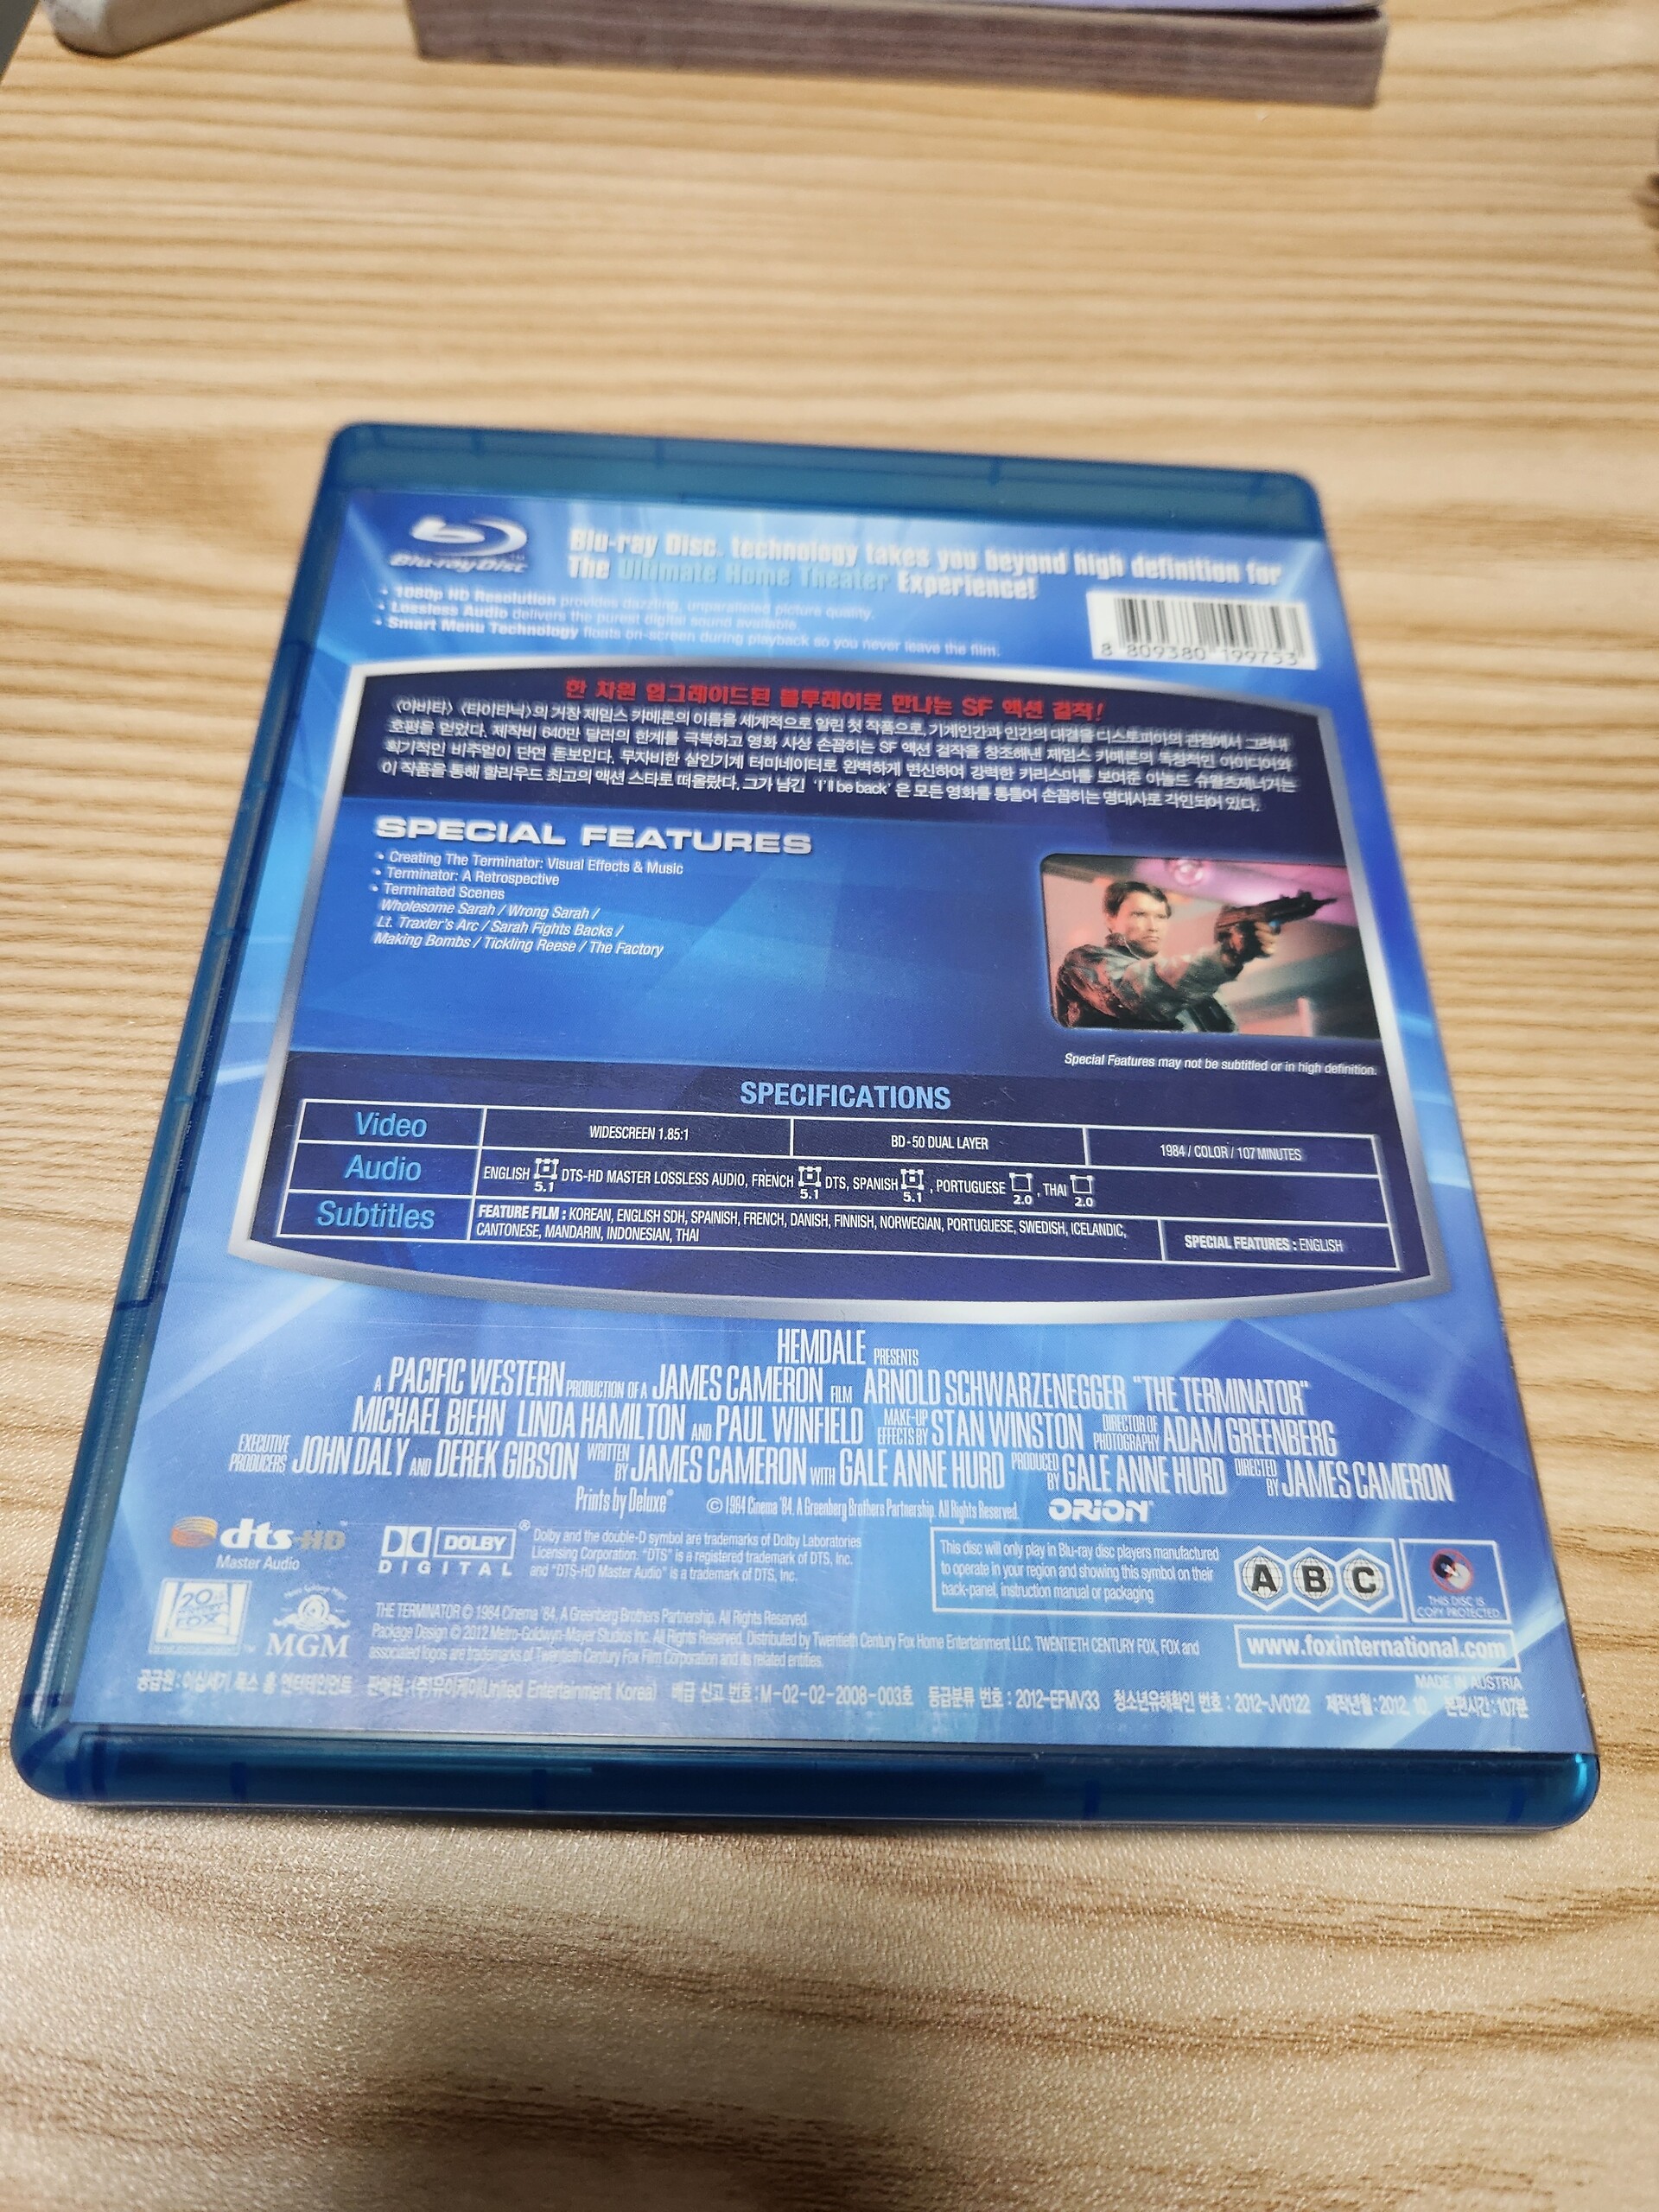 Blu-ray Disc™
Blu-ray Disc. technology takes you beyond high definition for
The Ultimate Home Theater Experience!
• 1080p HD Resolution provides dazzling, unparalleled picture quality.
• Lossless Audio delivers the purest digital sound available.
• Smart Menu Technology floats on-screen during playback so you never leave the film.
8 809380 199753
한 차원 업그레이드된 블루레이로 만나는 SF 액션 걸작!
〈아바타〉 〈타이타닉〉의 거장 제임스 카메론의 이름을 세계적으로 알린 첫 작품으로, 기계인간과 인간의 대결을 디스토피아의 관점에서 그려내
호평을 얻었다. 제작비 640만 달러의 한계를 극복하고 영화 사상 손꼽히는 SF 액션 걸작을 창조해낸 제임스 카메론의 독창적인 아이디어와
획기적인 비주얼이 단연 돋보인다. 무자비한 살인기계 터미네이터로 완벽하게 변신하여 강력한 카리스마를 보여준 아놀드 슈왈츠제너거는
이 작품을 통해 할리우드 최고의 액션 스타로 떠올랐다. 그가 남긴 'I'll be back' 은 모든 영화를 통틀어 손꼽히는 명대사로 각인되어 있다.
SPECIAL FEATURES
• Creating The Terminator: Visual Effects & Music
• Terminator: A Retrospective
• Terminated Scenes
Wholesome Sarah / Wrong Sarah /
Lt. Traxler's Arc / Sarah Fights Backs /
Making Bombs / Tickling Reese / The Factory
Special Features may not be subtitled or in high definition.
SPECIFICATIONS
Video WIDESCREEN 1.85:1 BD-50 DUAL LAYER 1984 / COLOR / 107 MINUTES
Audio ENGLISH 5.1 DTS-HD MASTER LOSSLESS AUDIO, FRENCH 5.1 DTS, SPANISH 5.1, PORTUGUESE 2.0, THAI 2.0
Subtitles FEATURE FILM : KOREAN, ENGLISH SDH, SPAINISH, FRENCH, DANISH, FINNISH, NORWEGIAN, PORTUGUESE, SWEDISH, ICELANDIC,
CANTONESE, MANDARIN, INDONESIAN, THAI
SPECIAL FEATURES : ENGLISH
HEMDALE PRESENTS
A PACIFIC WESTERN PRODUCTION OF A JAMES CAMERON FILM ARNOLD SCHWARZENEGGER "THE TERMINATOR"
MICHAEL BIEHN LINDA HAMILTON AND PAUL WINFIELD MAKE-UP EFFECTS BY STAN WINSTON DIRECTOR OF PHOTOGRAPHY ADAM GREENBERG
EXECUTIVE PRODUCERS JOHN DALY AND DEREK GIBSON WRITTEN BY JAMES CAMERON WITH GALE ANNE HURD PRODUCED BY GALE ANNE HURD DIRECTED BY JAMES CAMERON
Prints by Deluxe® © 1984 Cinema '84. A Greenberg Brothers Partnership. All Rights Reserved. ORION®
dts-HD™
Master Audio
DOLBY®
DIGITAL
Dolby and the double-D symbol are trademarks of Dolby Laboratories
Licensing Corporation. "DTS" is a registered trademark of DTS, Inc.
and "DTS-HD Master Audio" is a trademark of DTS, Inc.
This disc will only play in Blu-ray disc players manufactured
to operate in your region and showing this symbol on their
back-panel, instruction manual or packaging
A B C
THIS DISC IS
COPY PROTECTED
MGM
THE TERMINATOR © 1984 Cinema '84. A Greenberg Brothers Partnership. All Rights Reserved.
Package Design © 2012 Metro-Goldwyn-Mayer Studios Inc. All Rights Reserved. Distributed by Twentieth Century Fox Home Entertainment LLC. TWENTIETH CENTURY FOX, FOX and
associated logos are trademarks of Twentieth Century Fox Film Corporation and its related entities.
www.foxinternational.com
MADE IN AUSTRIA
공급원 : 이십세기 폭스 홈 엔터테인먼트 판매원 : (주)유이케이(United Entertainment Korea) 배급 신고 번호 : M-02-02-2008-003호 등급분류 번호 : 2012-EFMV33 청소년유해확인 번호 : 2012-JV0122 제작년월 : 2012. 10. 본편시간 : 107분